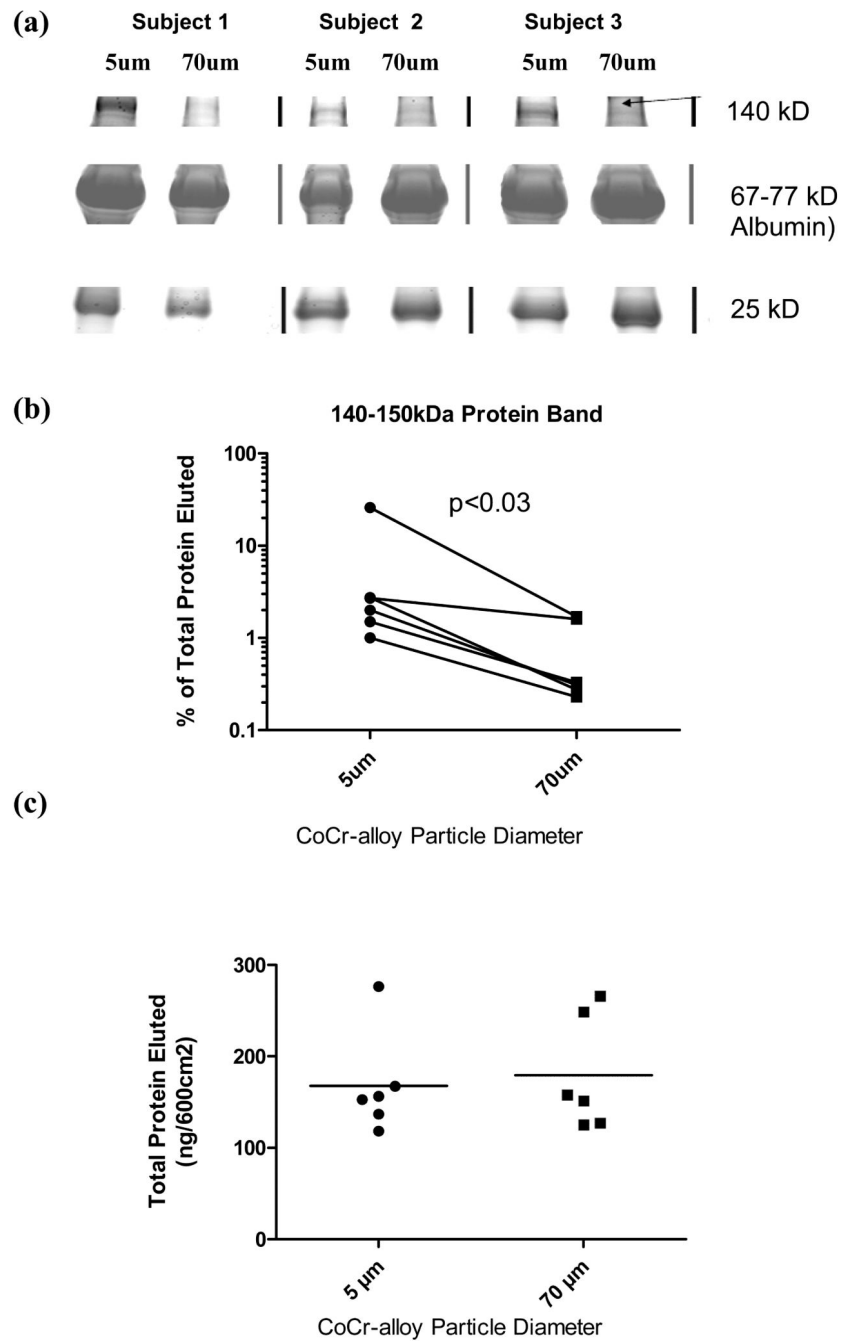 (a)
Subject 1 Subject 2 Subject 3
5um 70um 5um 70um 5um 70um
140 kD
67-77 kD
Albumin)
25 kD
(b)
140-150kDa Protein Band
% of Total Protein Eluted
100
10
1
0.1
p<0.03
5um 70um
CoCr-alloy Particle Diameter
(c)
Total Protein Eluted
(ng/600cm2)
300
200
100
0
5 µm 70 µm
CoCr-alloy Particle Diameter